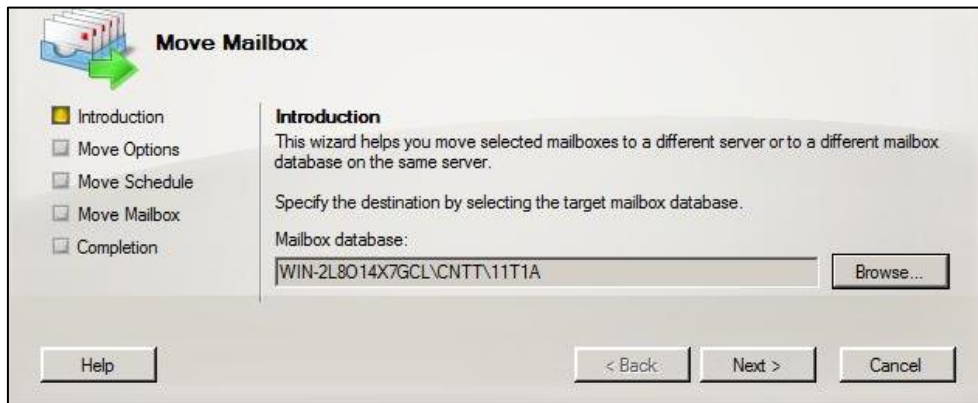 Move Mailbox
Introduction
Move Options
Move Schedule
Move Mailbox
Completion
Introduction
This wizard helps you move selected mailboxes to a different server or to a different mailbox
database on the same server.
Specify the destination by selecting the target mailbox database.
Mailbox database:
WIN-2L8O14X7GCL\CNTT\11T1A
Browse...
Help
< Back
Next >
Cancel